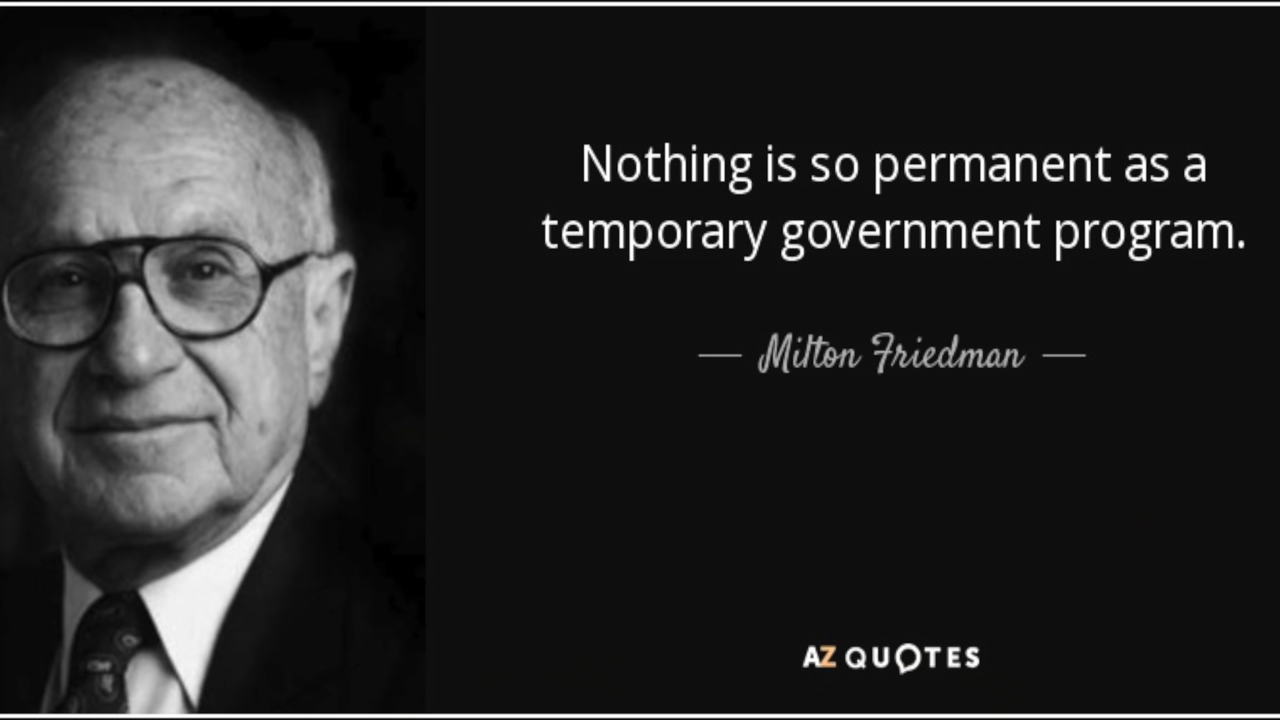 Nothing is so permanent as a
temporary government program.
— Milton Friedman —
AZ QUOTES